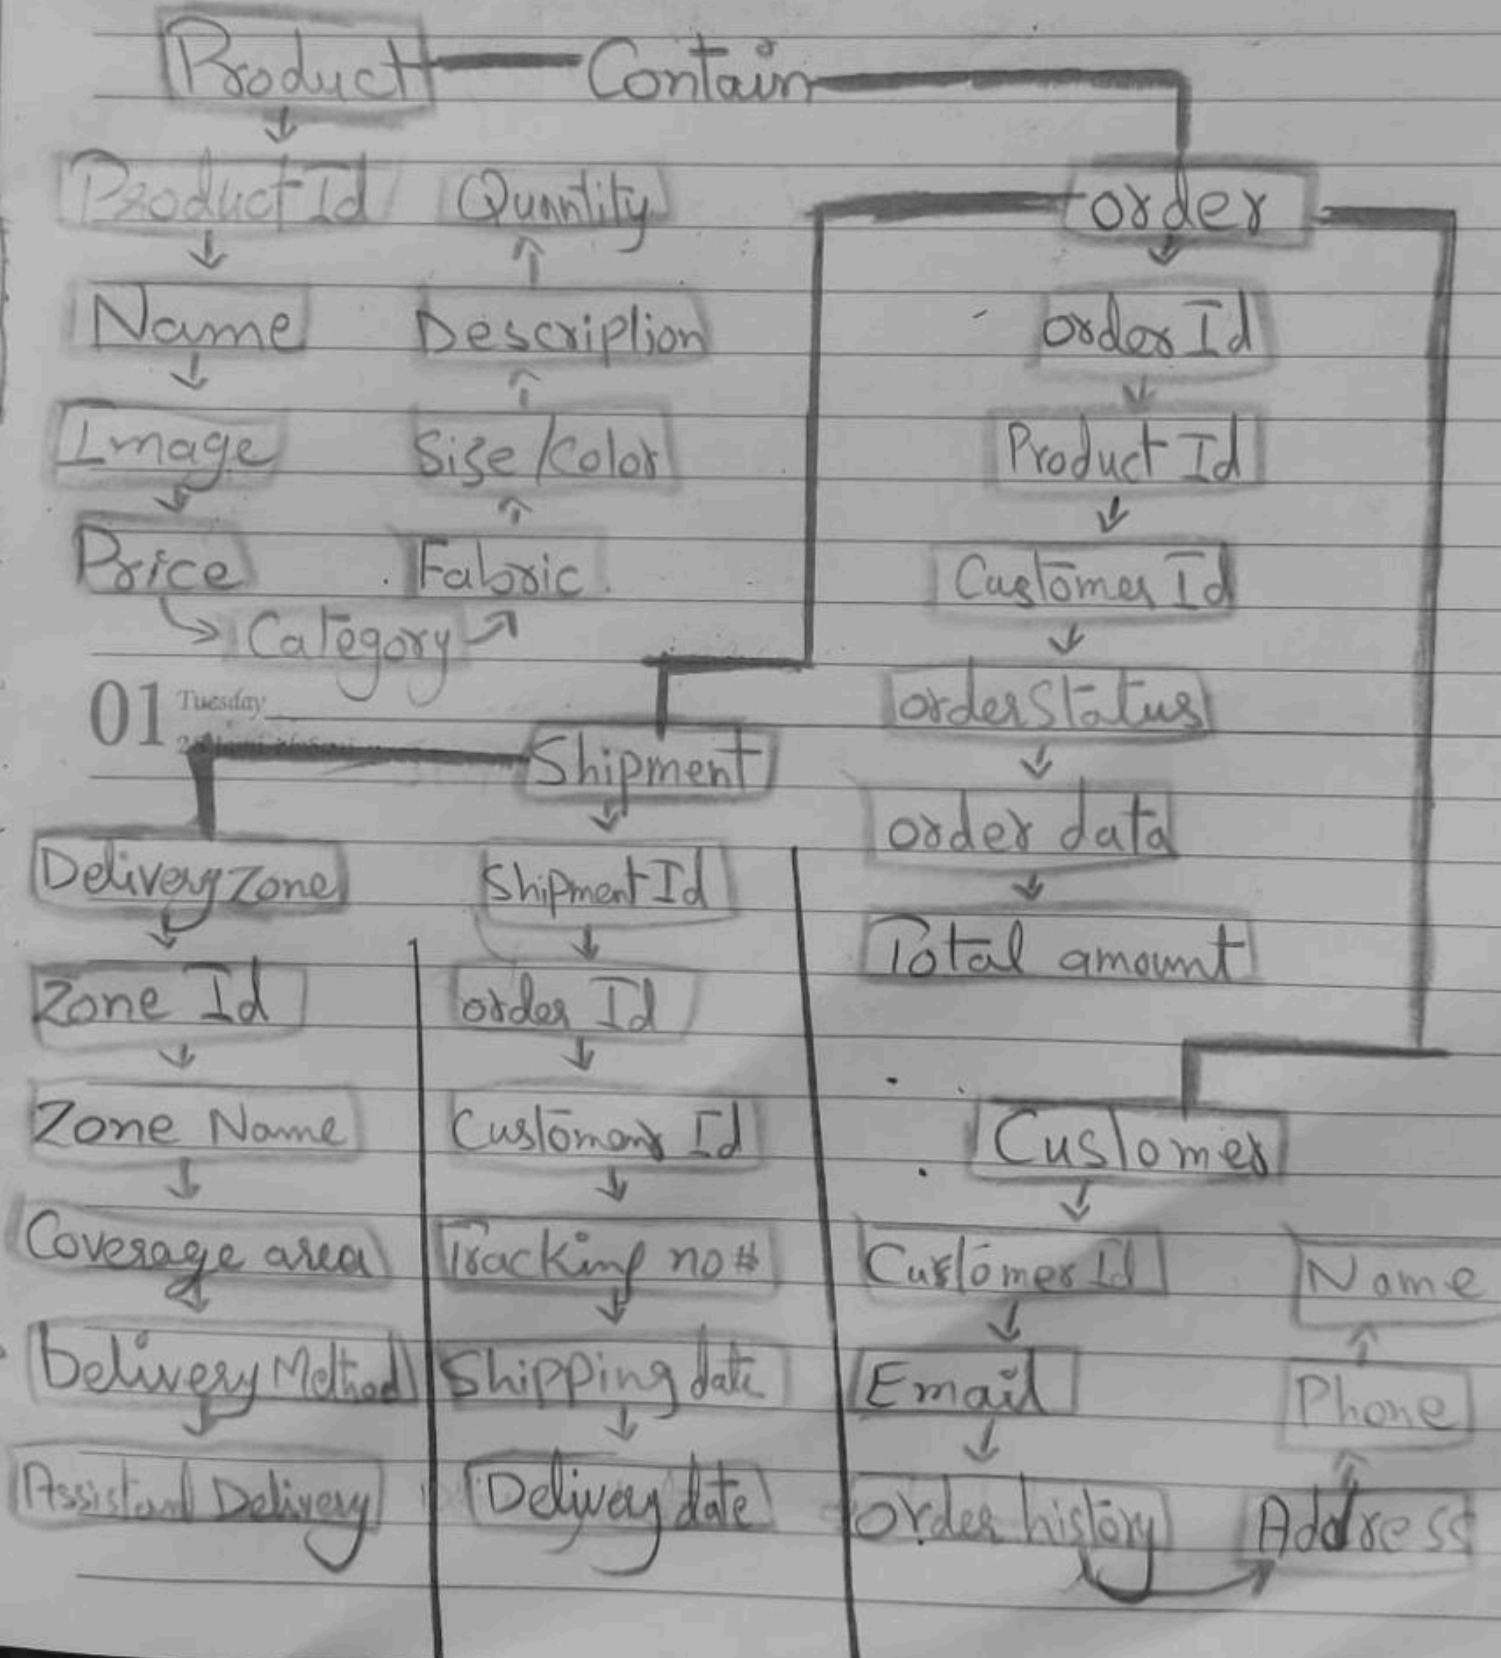 Product Contain
Product Id Quantity
order
Name Description
order Id
Image Size/Color
Product Id
Price Fabric
Customer Id
Category
01 Tuesday
order Status
Shipment
order data
Delivery Zone
Shipment Id
Total amount
Zone Id
order Id
Zone Name
Customer Id
Customer
Coverage area
Tracking no#
Customer Id
Name
Delivery Method
Shipping date
Email
Phone
Assistand Delivery
Delivery date
order history
Address